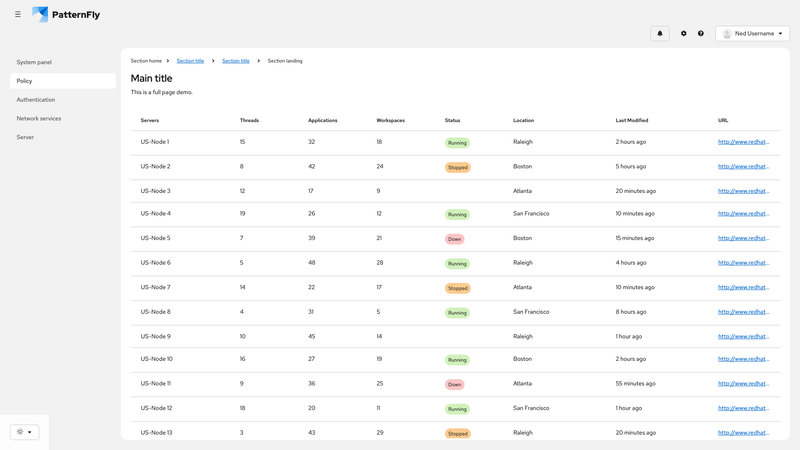 PatternFly
Ned Username
System panel
Policy
Authentication
Network services
Server
Section home Section title Section title Section landing
Main title
This is a full page demo.
Servers Threads Applications Workspaces Status Location Last Modified URL
US-Node 1 15 32 18 Running Raleigh 2 hours ago http://www.redhat...
US-Node 2 8 42 24 Stopped Boston 5 hours ago http://www.redhat...
US-Node 3 12 17 9 Atlanta 20 minutes ago http://www.redhat...
US-Node 4 19 26 12 Running San Francisco 10 minutes ago http://www.redhat...
US-Node 5 7 39 21 Down Boston 15 minutes ago http://www.redhat...
US-Node 6 5 48 28 Running Raleigh 4 hours ago http://www.redhat...
US-Node 7 14 22 17 Stopped Atlanta 10 minutes ago http://www.redhat...
US-Node 8 4 31 5 Running San Francisco 8 hours ago http://www.redhat...
US-Node 9 10 45 14 Raleigh 1 hour ago http://www.redhat...
US-Node 10 16 27 19 Running Boston 2 hours ago http://www.redhat...
US-Node 11 9 36 25 Down Atlanta 55 minutes ago http://www.redhat...
US-Node 12 18 20 11 Running San Francisco 1 hour ago http://www.redhat...
US-Node 13 3 43 29 Stopped Raleigh 20 minutes ago http://www.redhat...